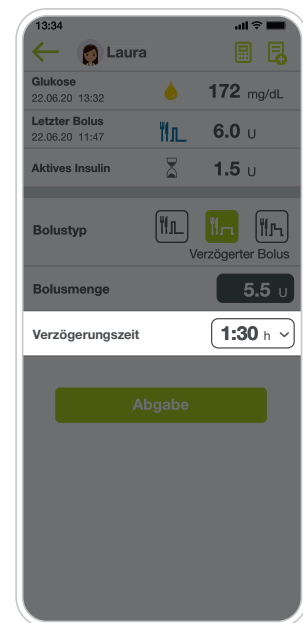 13:34
Laura
Glukose
22.06.20 13:32
172 mg/dL
Letzter Bolus
22.06.20 11:47
6.0 U
Aktives Insulin
1.5 U
Bolustyp
Verzögerter Bolus
Bolusmenge
5.5 U
Verzögerungszeit
1:30 h
Abgabe